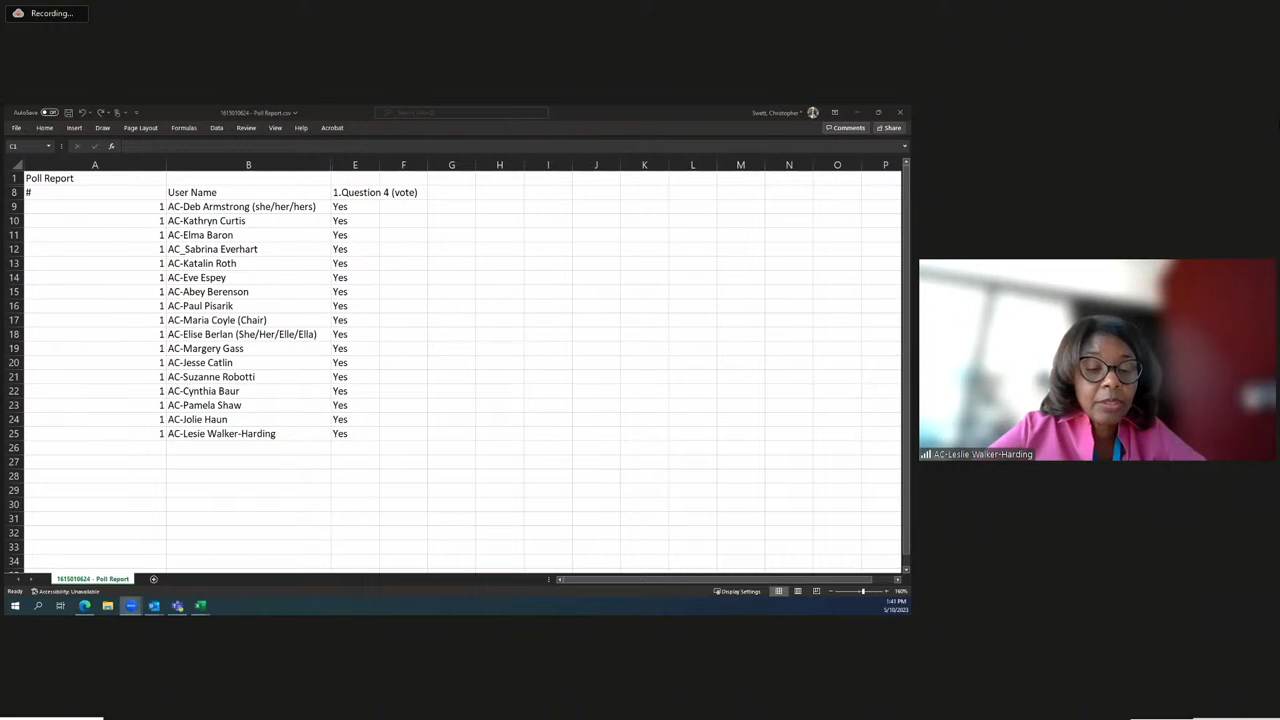 Recording...
AutoSave Off
1615010624 - Poll Report.csv
Swett, Christopher
File Home Insert Draw Page Layout Formulas Data Review View Help Acrobat
Comments Share
C1 fx
A B E F G H I J K L M N O P
1 Poll Report
8 # User Name 1.Question 4 (vote)
9 1 AC-Deb Armstrong (she/her/hers) Yes
10 1 AC-Kathryn Curtis Yes
11 1 AC-Elma Baron Yes
12 1 AC_Sabrina Everhart Yes
13 1 AC-Katalin Roth Yes
14 1 AC-Eve Espey Yes
15 1 AC-Abey Berenson Yes
16 1 AC-Paul Pisarik Yes
17 1 AC-Maria Coyle (Chair) Yes
18 1 AC-Elise Berlan (She/Her/Elle/Ella) Yes
19 1 AC-Margery Gass Yes
20 1 AC-Jesse Catlin Yes
21 1 AC-Suzanne Robotti Yes
22 1 AC-Cynthia Baur Yes
23 1 AC-Pamela Shaw Yes
24 1 AC-Jolie Haun Yes
25 1 AC-Lesie Walker-Harding Yes
26
27
28
29
30
31
32
33
34
AC-Leslie Walker-Harding
1615010624 - Poll Report
Ready Accessibility: Unavailable Display Settings 160%
1:41 PM
5/10/2023